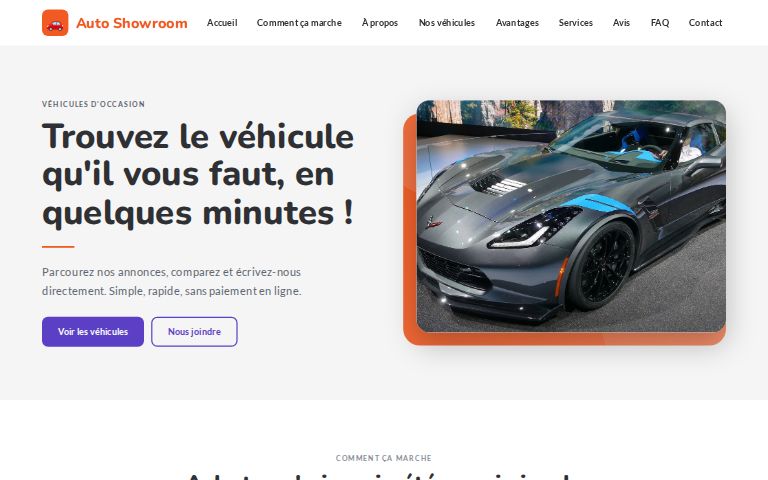 Auto Showroom
Accueil
Comment ça marche
À propos
Nos véhicules
Avantages
Services
Avis
FAQ
Contact
VÉHICULES D'OCCASION
Trouvez le véhicule
qu'il vous faut, en
quelques minutes !
Parcourez nos annonces, comparez et écrivez-nous
directement. Simple, rapide, sans paiement en ligne.
Voir les véhicules
Nous joindre
COMMENT ÇA MARCHE